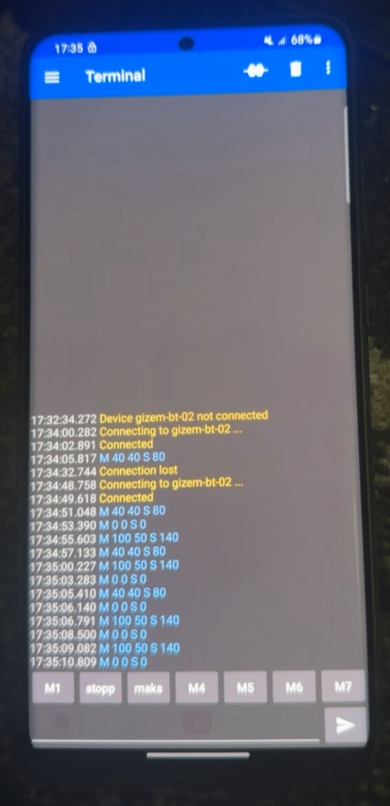 17:35 68%
Terminal
17:32:34.272 Device gizem-bt-02 not connected
17:34:00.282 Connecting to gizem-bt-02 ...
17:34:02.891 Connected
17:34:05.817 M 40 40 S 80
17:34:32.744 Connection lost
17:34:48.758 Connecting to gizem-bt-02 ...
17:34:49.618 Connected
17:34:51.048 M 40 40 S 80
17:34:53.390 M 0 0 S 0
17:34:55.603 M 100 50 S 140
17:34:57.133 M 40 40 S 80
17:35:00.227 M 100 50 S 140
17:35:03.283 M 0 0 S 0
17:35:05.410 M 40 40 S 80
17:35:06.140 M 0 0 S 0
17:35:06.791 M 100 50 S 140
17:35:08.500 M 0 0 S 0
17:35:09.082 M 100 50 S 140
17:35:10.809 M 0 0 S 0
M1 stopp maks M4 M5 M6 M7